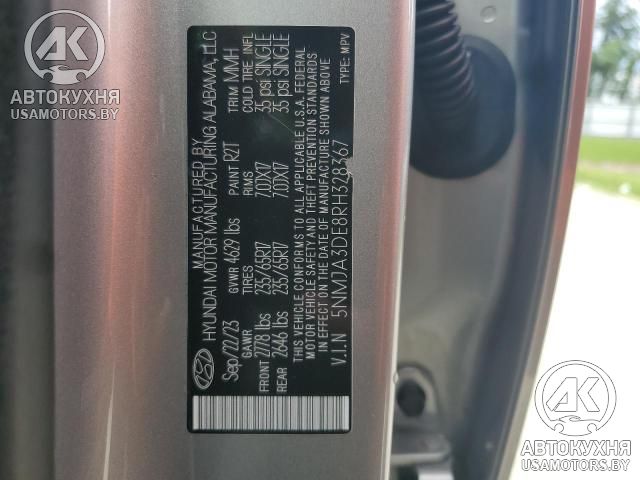 MANUFACTURED BY
HYUNDAI MOTOR MANUFACTURING ALABAMA, LLC
Sep/22/23 GVWR 4629 lbs PAINT R2T TRIM MMH
GAWR TIRES RIMS COLD TIRE INFL
FRONT 2778 lbs 235/65R17 7.0JX17 35 psi SINGLE
REAR 2646 lbs 235/65R17 7.0JX17 35 psi SINGLE
THIS VEHICLE CONFORMS TO ALL APPLICABLE U.S.A. FEDERAL
MOTOR VEHICLE SAFETY AND THEFT PREVENTION STANDARDS
IN EFFECT ON THE DATE OF MANUFACTURE SHOWN ABOVE
V.I.N 5NMJA3DE8RH328367 TYPE: MPV
AK
АВТОКУХНЯ
USAMOTORS.BY
AK
АВТОКУХНЯ
USAMOTORS.BY